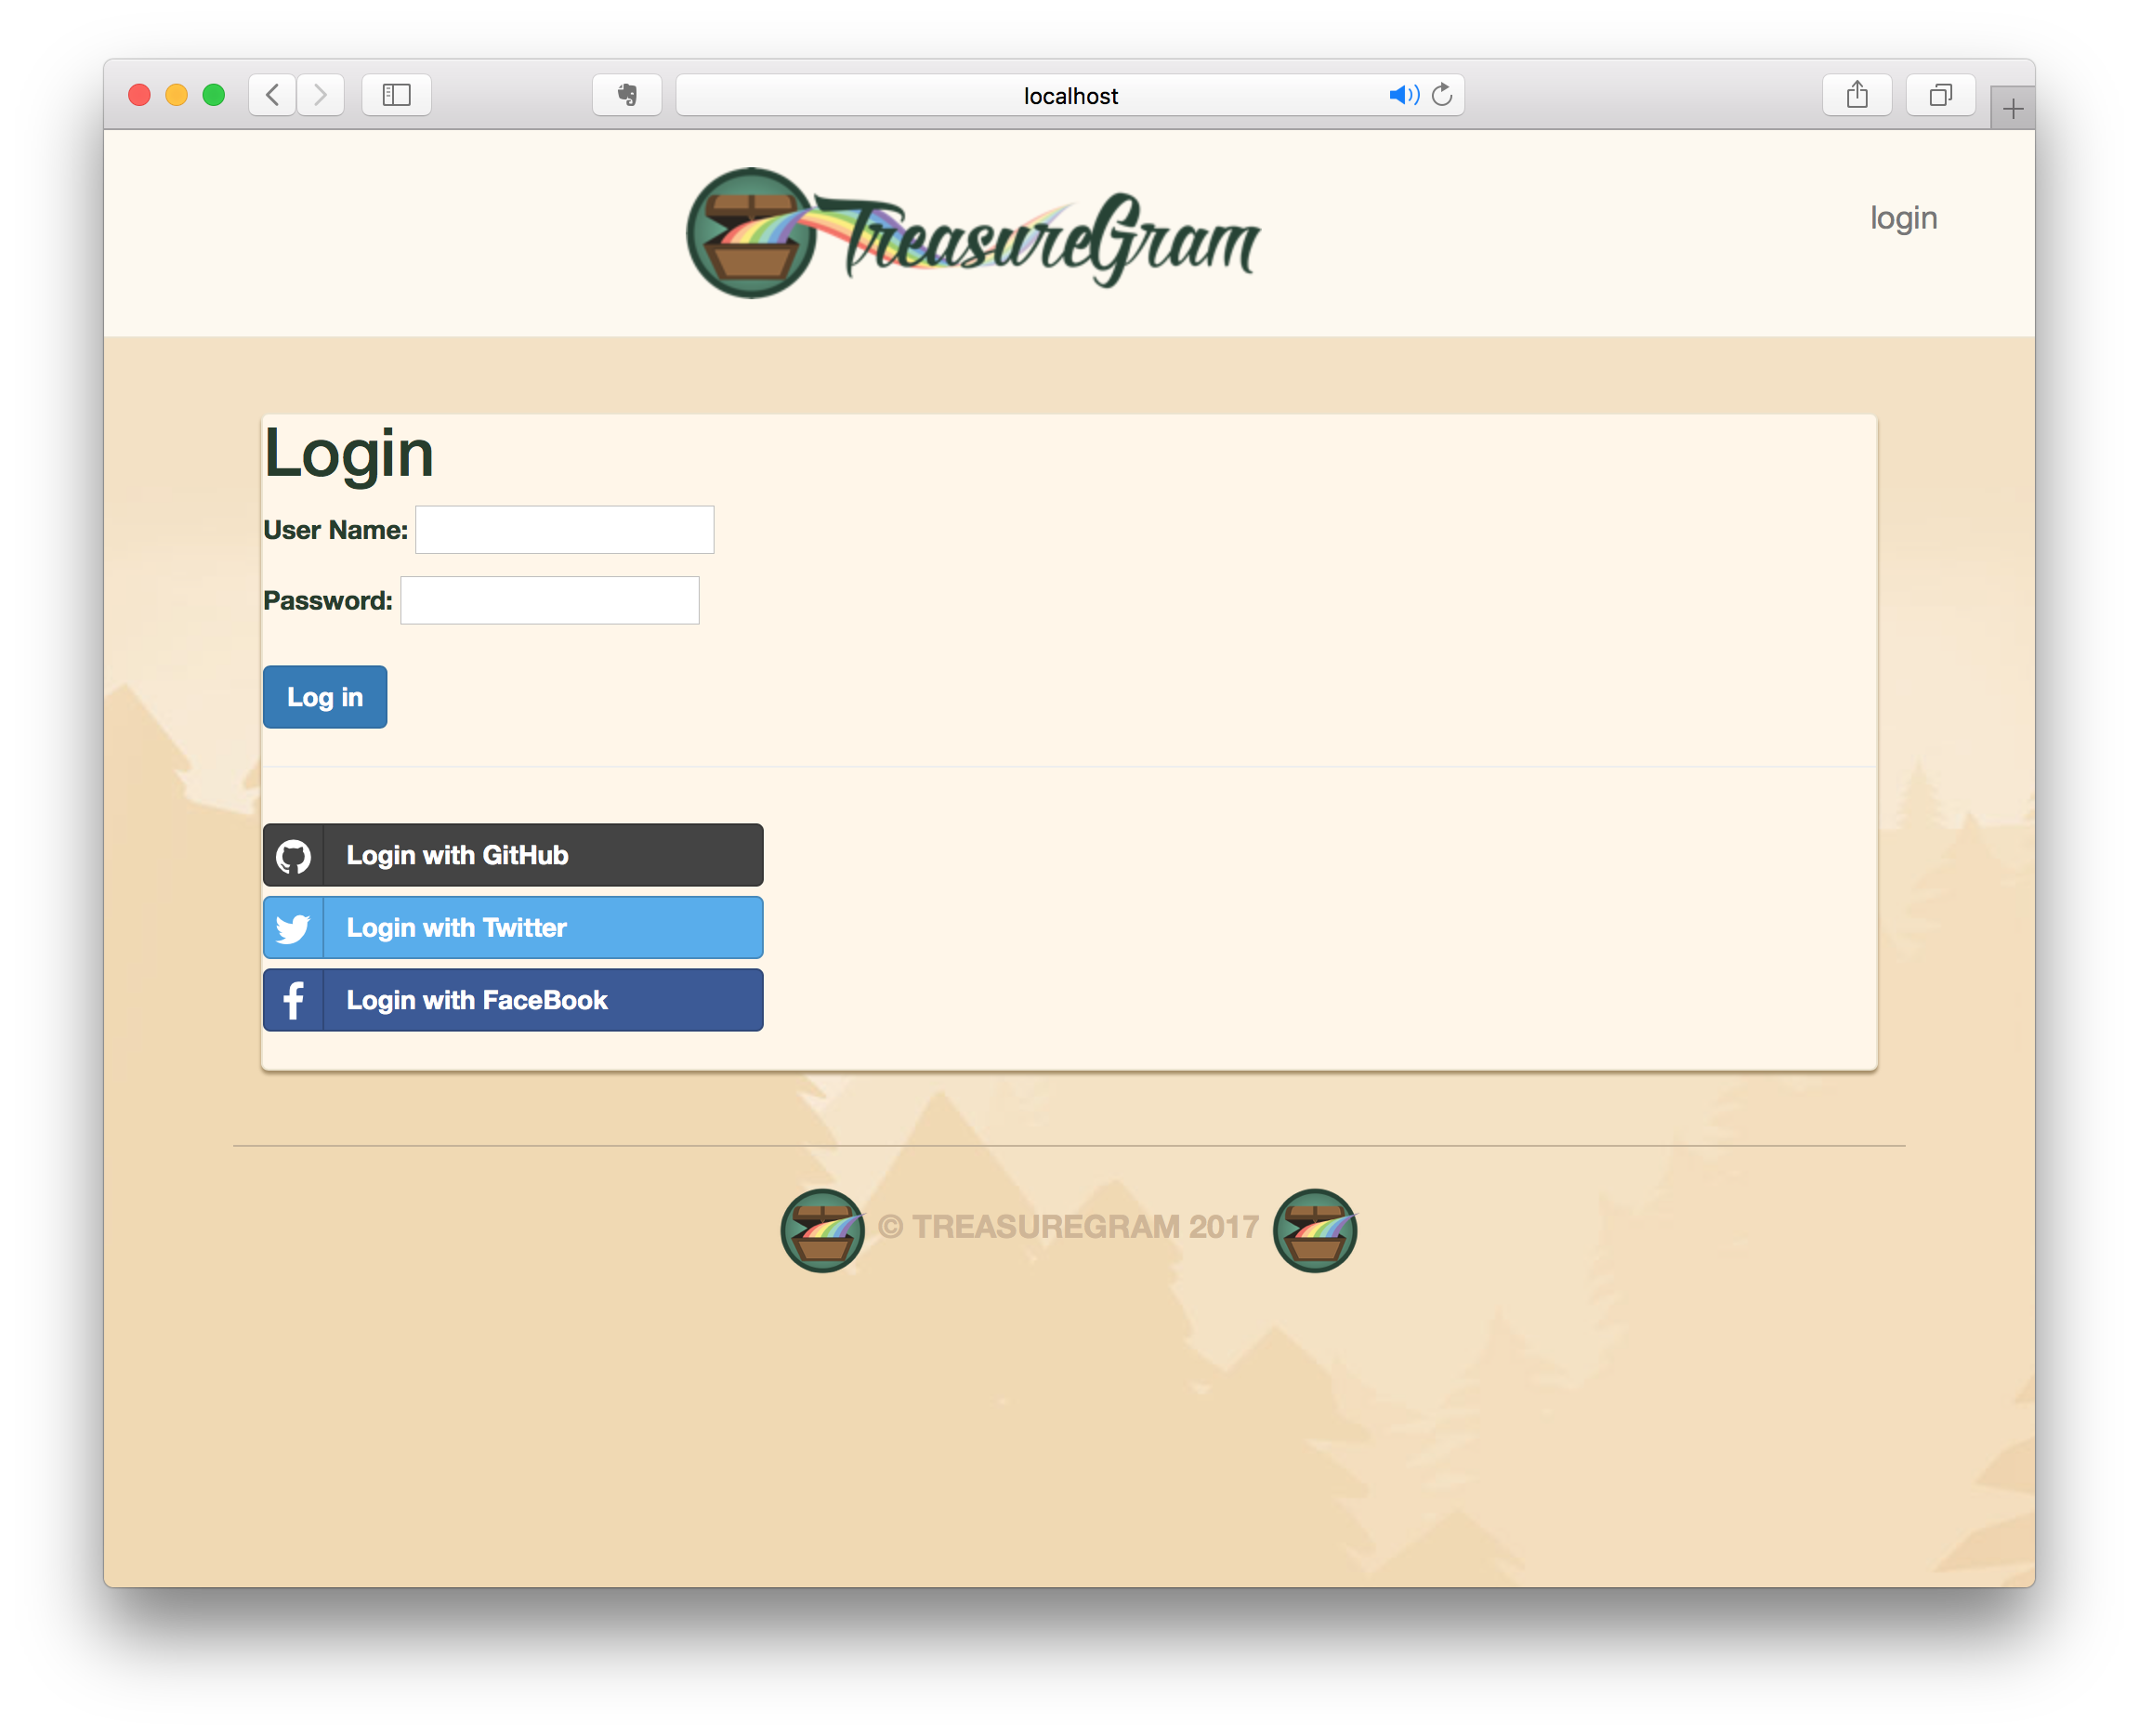 localhost
TreasureGram
login
Login
User Name:
Password:
Log in
Login with GitHub
Login with Twitter
Login with FaceBook
© TREASUREGRAM 2017